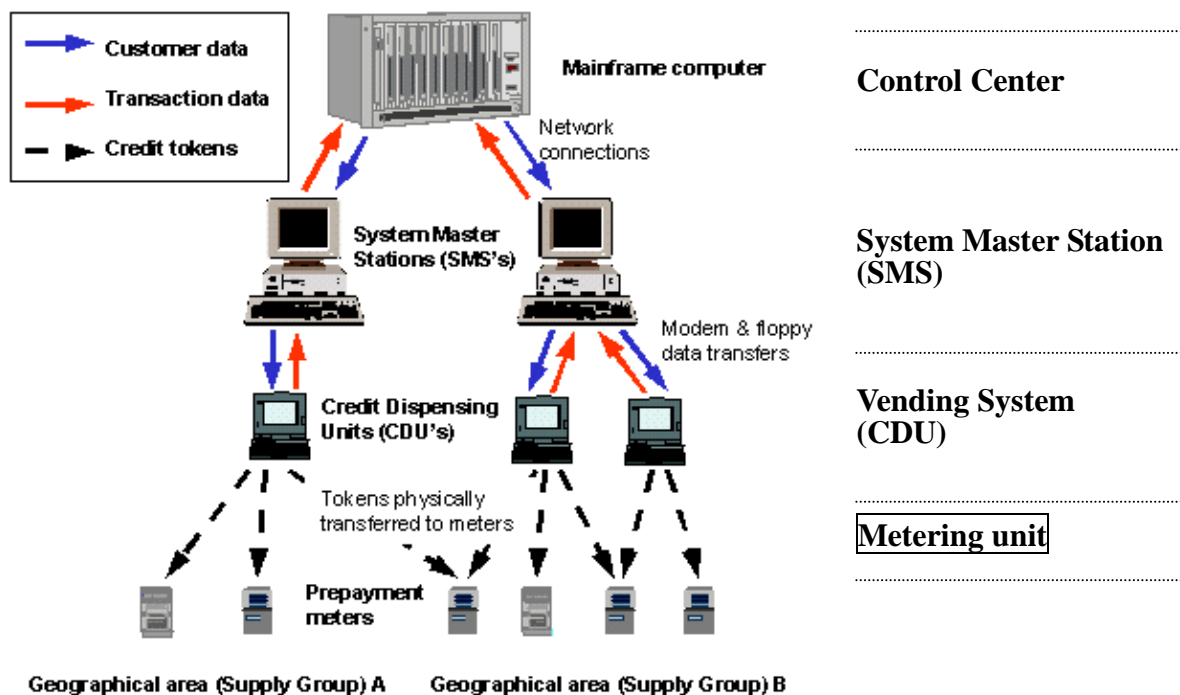 Customer data
Transaction data
Credit tokens
Mainframe computer
Control Center
Network
connections
System Master
Stations (SMS's)
System Master Station
(SMS)
Modem & floppy
data transfers
Credit Dispensing
Units (CDU's)
Vending System
(CDU)
Tokens physically
transferred to meters
Metering unit
Prepayment
meters
Geographical area (Supply Group) A
Geographical area (Supply Group) B